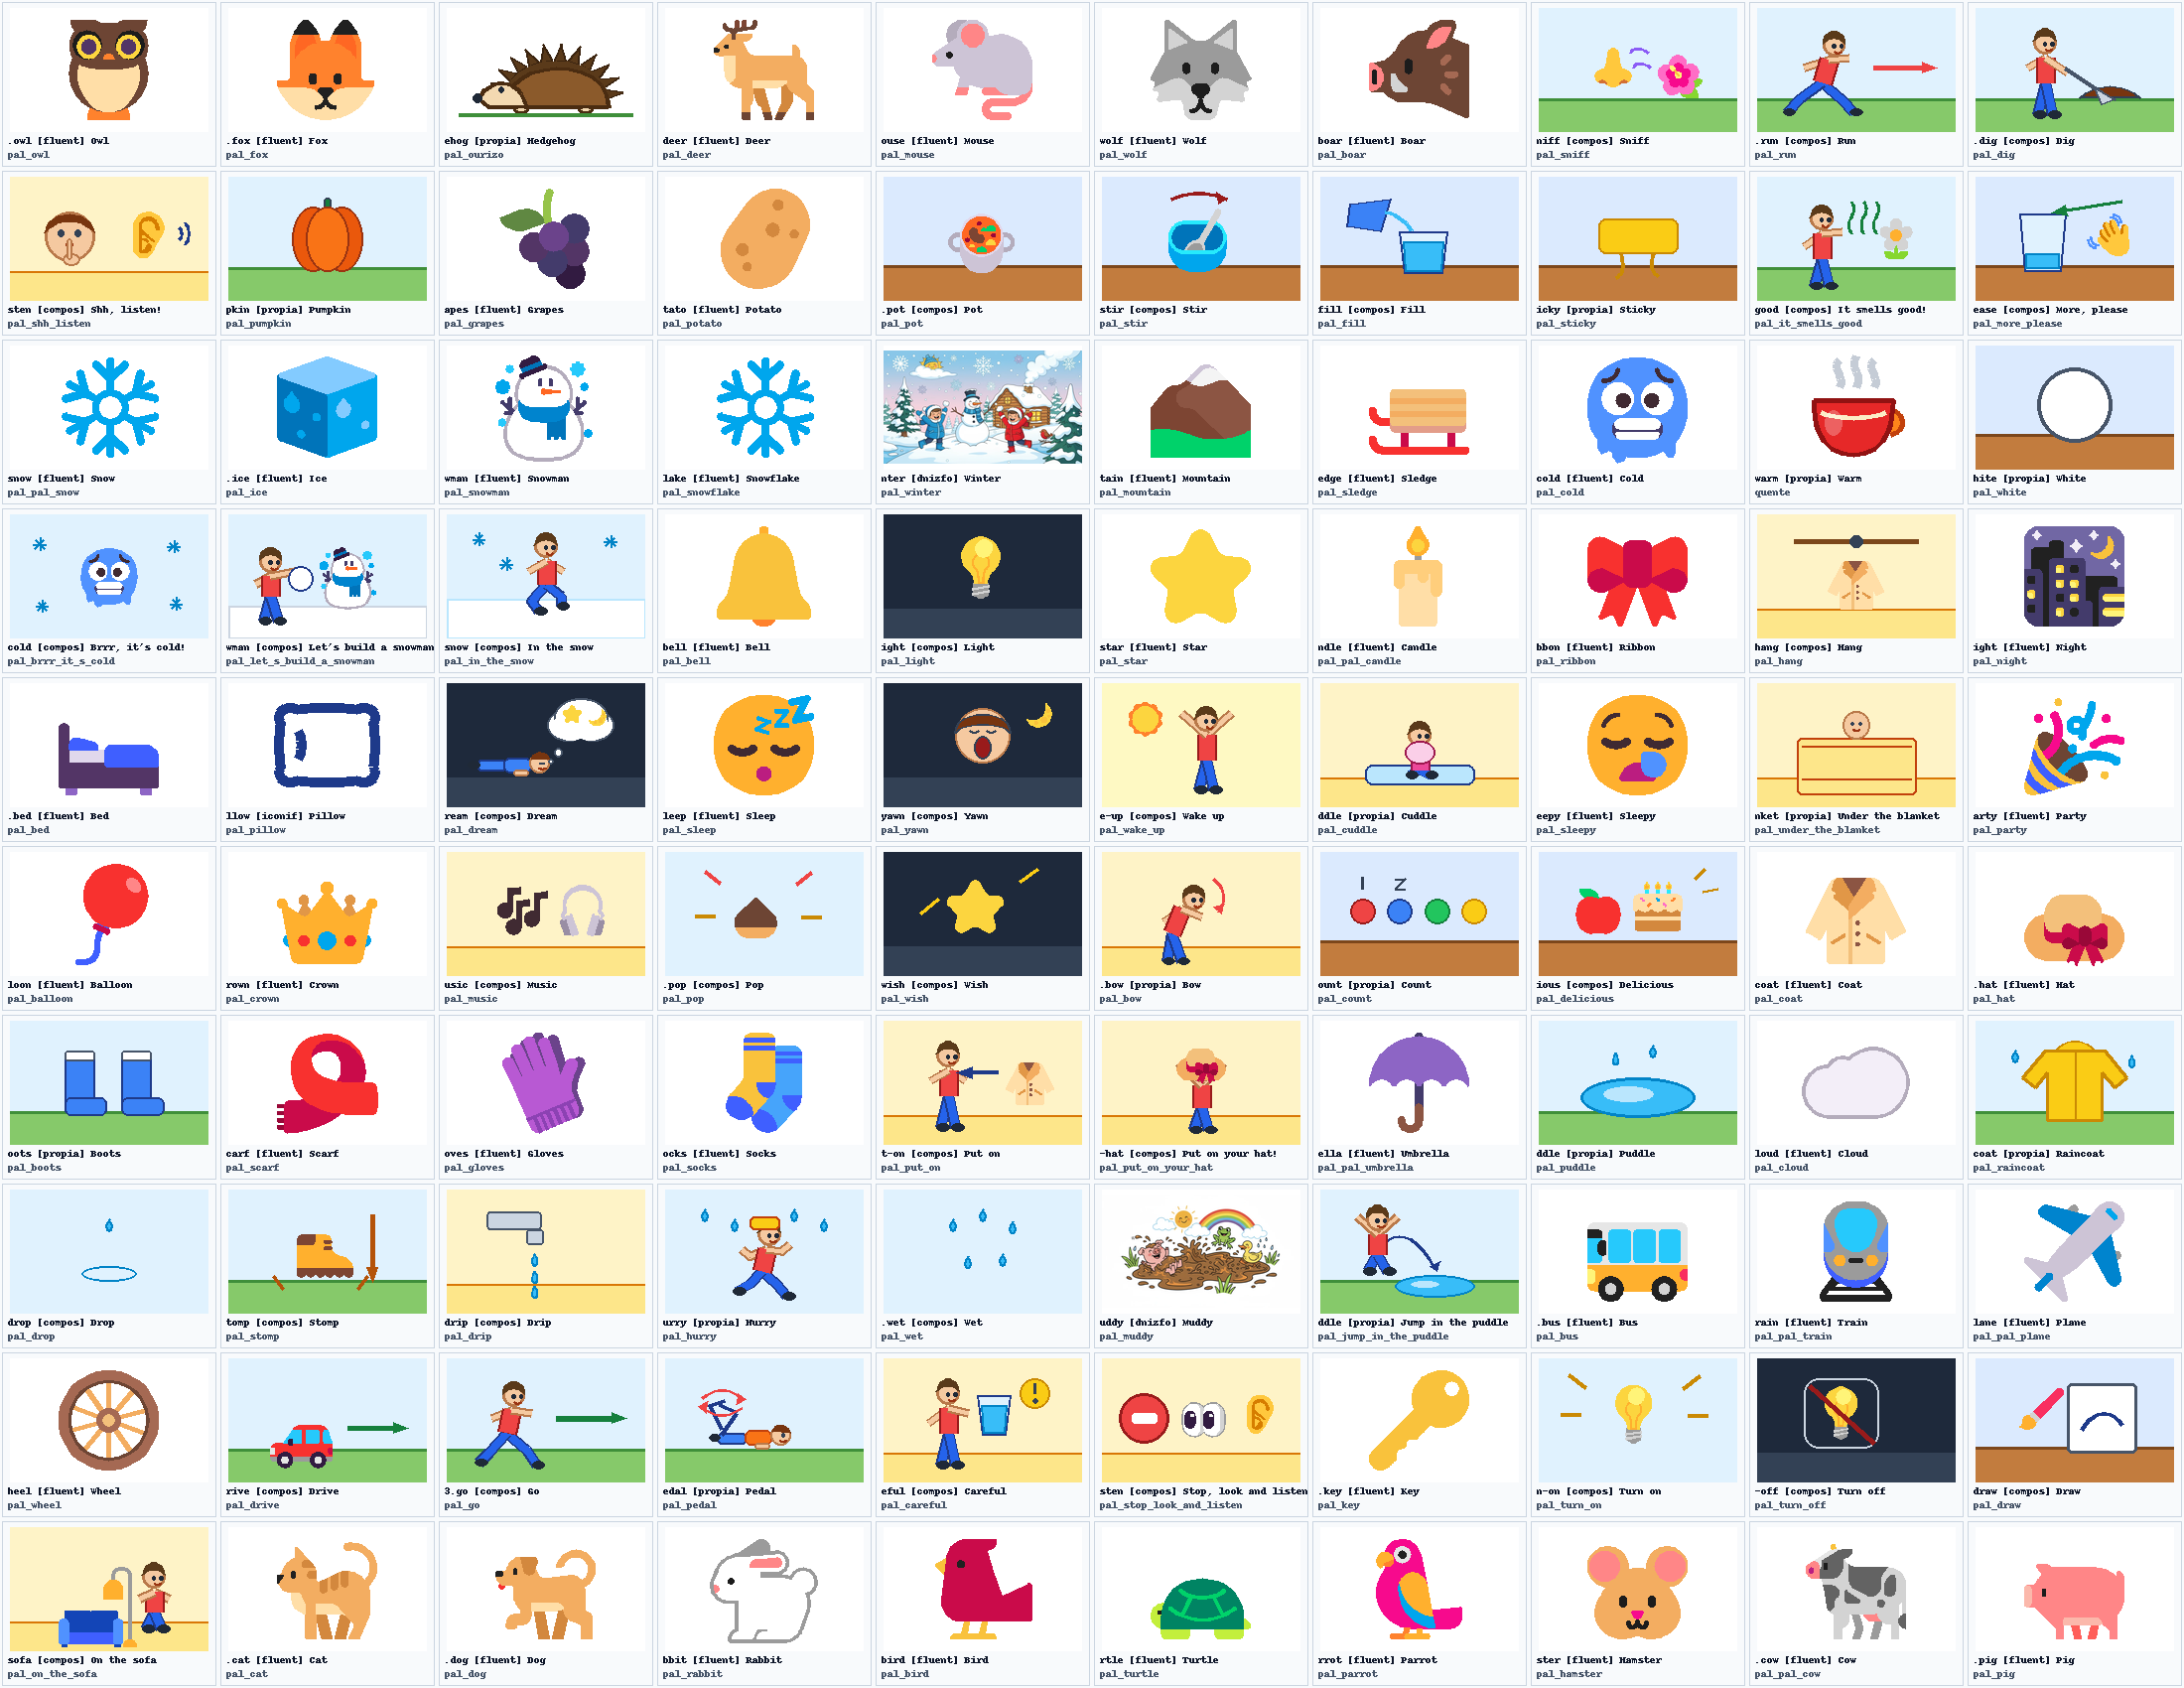 .owl [fluent] Owl
pal_owl
.fox [fluent] Fox
pal_fox
ehog [propia] Hedgehog
pal_ourizo
deer [fluent] Deer
pal_deer
ouse [fluent] Mouse
pal_mouse
wolf [fluent] Wolf
pal_wolf
boar [fluent] Boar
pal_boar
niff [compos] Sniff
pal_sniff
.run [compos] Run
pal_run
.dig [compos] Dig
pal_dig
sten [compos] Shh, listen!
pal_shh_listen
pkin [propia] Pumpkin
pal_pumpkin
apes [fluent] Grapes
pal_grapes
tato [fluent] Potato
pal_potato
.pot [compos] Pot
pal_pot
stir [compos] Stir
pal_stir
fill [compos] Fill
pal_fill
icky [propia] Sticky
pal_sticky
good [compos] It smells good!
pal_it_smells_good
ease [compos] More, please
pal_more_please
snow [fluent] Snow
pal_pal_snow
.ice [fluent] Ice
pal_ice
wman [fluent] Snowman
pal_snowman
lake [fluent] Snowflake
pal_snowflake
nter [dnizfo] Winter
pal_winter
tain [fluent] Mountain
pal_mountain
edge [fluent] Sledge
pal_sledge
cold [fluent] Cold
pal_cold
warm [propia] Warm
quente
hite [propia] White
pal_white
cold [compos] Brrr, it's cold!
pal_brrr_it_s_cold
wman [compos] Let's build a snowman
pal_let_s_build_a_snowman
snow [compos] In the snow
pal_in_the_snow
bell [fluent] Bell
pal_bell
ight [compos] Light
pal_light
star [fluent] Star
pal_star
ndle [fluent] Candle
pal_pal_candle
bbon [fluent] Ribbon
pal_ribbon
hang [compos] Hang
pal_hang
ight [fluent] Night
pal_night
.bed [fluent] Bed
pal_bed
llow [iconif] Pillow
pal_pillow
ream [compos] Dream
pal_dream
leep [fluent] Sleep
pal_sleep
yawn [compos] Yawn
pal_yawn
e-up [compos] Wake up
pal_wake_up
ddle [propia] Cuddle
pal_cuddle
eepy [fluent] Sleepy
pal_sleepy
nket [propia] Under the blanket
pal_under_the_blanket
arty [fluent] Party
pal_party
loon [fluent] Balloon
pal_balloon
rown [fluent] Crown
pal_crown
usic [compos] Music
pal_music
.pop [compos] Pop
pal_pop
wish [compos] Wish
pal_wish
.bow [propia] Bow
pal_bow
1 2
ount [propia] Count
pal_count
ious [compos] Delicious
pal_delicious
coat [fluent] Coat
pal_coat
.hat [fluent] Hat
pal_hat
oots [propia] Boots
pal_boots
carf [fluent] Scarf
pal_scarf
oves [fluent] Gloves
pal_gloves
ocks [fluent] Socks
pal_socks
t-on [compos] Put on
pal_put_on
-hat [compos] Put on your hat!
pal_put_on_your_hat
ella [fluent] Umbrella
pal_pal_umbrella
ddle [propia] Puddle
pal_puddle
loud [fluent] Cloud
pal_cloud
coat [propia] Raincoat
pal_raincoat
drop [compos] Drop
pal_drop
tomp [compos] Stomp
pal_stomp
drip [compos] Drip
pal_drip
urry [propia] Hurry
pal_hurry
.wet [compos] Wet
pal_wet
uddy [dnizfo] Muddy
pal_muddy
ddle [propia] Jump in the puddle
pal_jump_in_the_puddle
.bus [fluent] Bus
pal_bus
rain [fluent] Train
pal_pal_train
lane [fluent] Plane
pal_pal_plane
heel [fluent] Wheel
pal_wheel
rive [compos] Drive
pal_drive
3.go [compos] Go
pal_go
edal [propia] Pedal
pal_pedal
eful [compos] Careful
pal_careful
sten [compos] Stop, look and listen
pal_stop_look_and_listen
.key [fluent] Key
pal_key
n-on [compos] Turn on
pal_turn_on
-off [compos] Turn off
pal_turn_off
draw [compos] Draw
pal_draw
sofa [compos] On the sofa
pal_on_the_sofa
.cat [fluent] Cat
pal_cat
.dog [fluent] Dog
pal_dog
bbit [fluent] Rabbit
pal_rabbit
bird [fluent] Bird
pal_bird
rtle [fluent] Turtle
pal_turtle
rrot [fluent] Parrot
pal_parrot
ster [fluent] Hamster
pal_hamster
.cow [fluent] Cow
pal_pal_cow
.pig [fluent] Pig
pal_pig